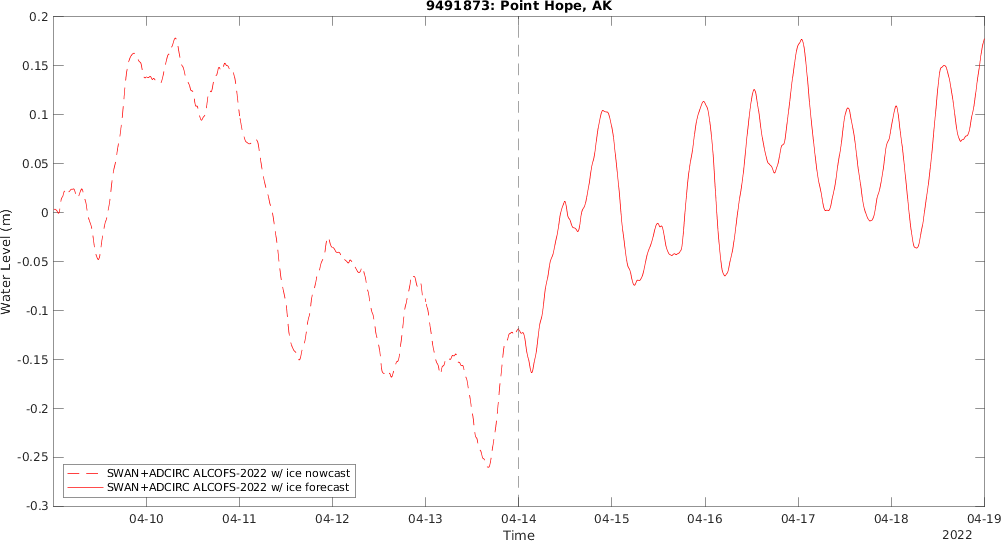 9491873: Point Hope, AK
0.2
0.15
0.1
0.05
0
-0.05
-0.1
-0.15
-0.2
-0.25
-0.3
Water Level (m)
SWAN+ADCIRC ALCOFS-2022 w/ ice nowcast
SWAN+ADCIRC ALCOFS-2022 w/ ice forecast
04-10 04-11 04-12 04-13 04-14 04-15 04-16 04-17 04-18 04-19
Time
2022